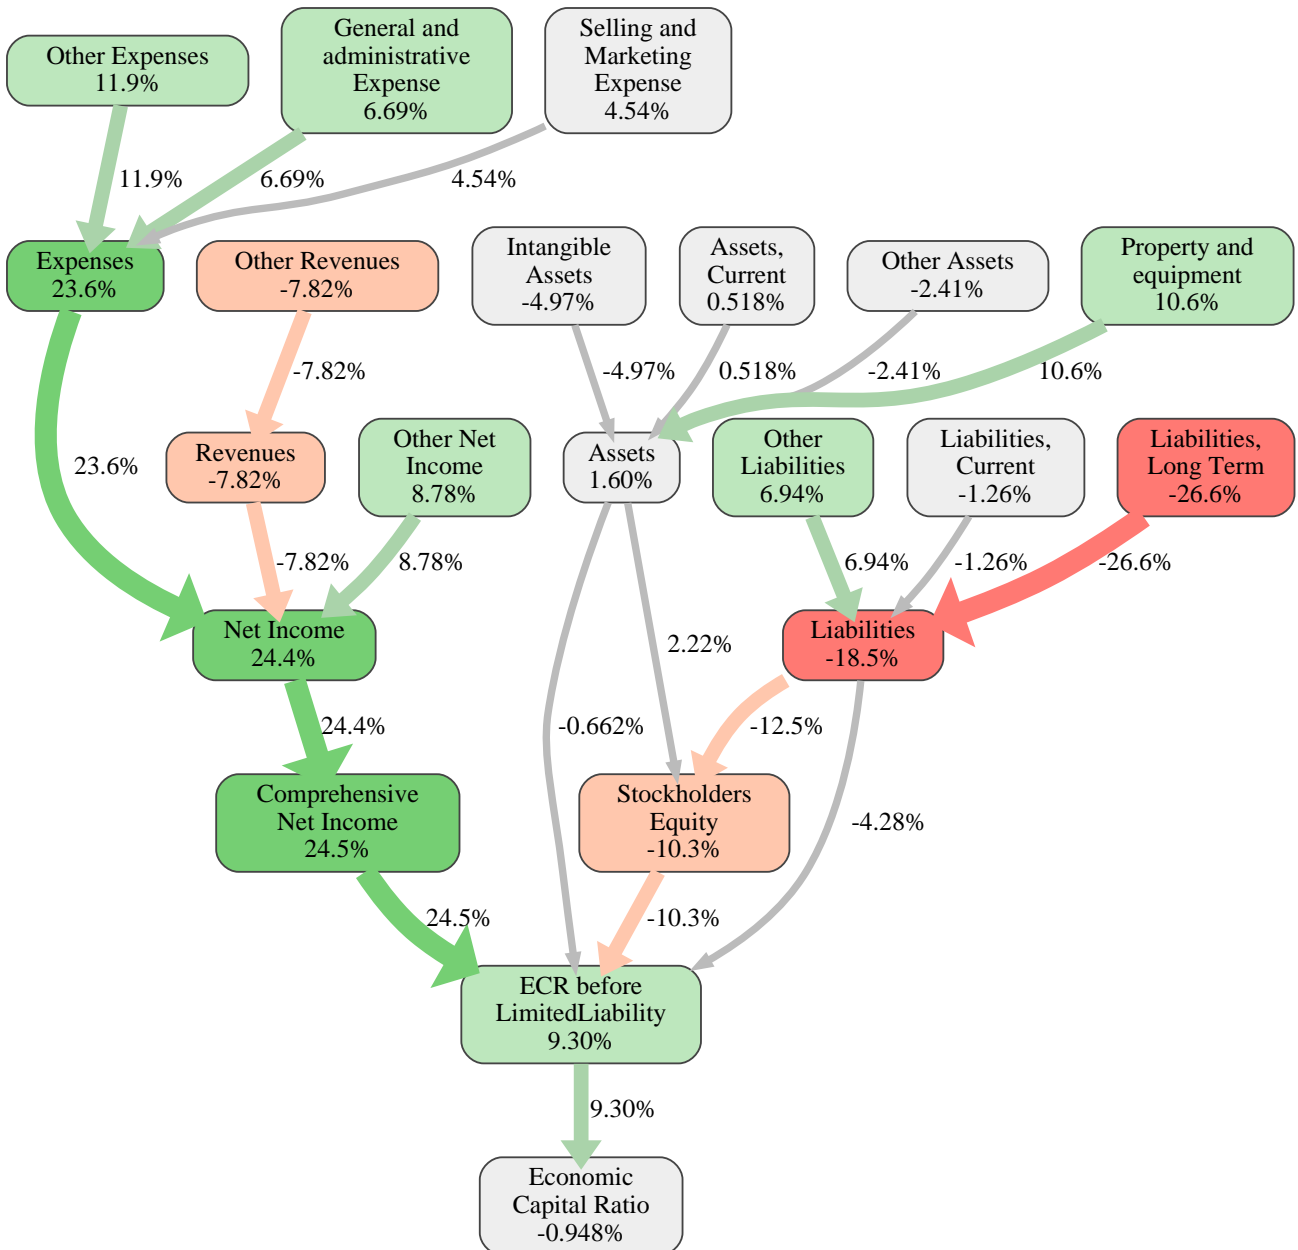 Other Expenses
11.9%
General and
administrative
Expense
6.69%
Selling and
Marketing
Expense
4.54%
11.9%
6.69%
4.54%
Expenses
23.6%
Other Revenues
-7.82%
Intangible
Assets
-4.97%
Assets,
Current
0.518%
Other Assets
-2.41%
Property and
equipment
10.6%
-7.82%
-4.97%
0.518%
-2.41%
10.6%
23.6%
Revenues
-7.82%
Other Net
Income
8.78%
Assets
1.60%
Other
Liabilities
6.94%
Liabilities,
Current
-1.26%
Liabilities,
Long Term
-26.6%
-7.82%
8.78%
6.94%
-1.26%
-26.6%
Net Income
24.4%
2.22%
Liabilities
-18.5%
24.4%
-0.662%
-12.5%
Comprehensive
Net Income
24.5%
Stockholders
Equity
-10.3%
-4.28%
24.5%
-10.3%
ECR before
LimitedLiability
9.30%
9.30%
Economic
Capital Ratio
-0.948%